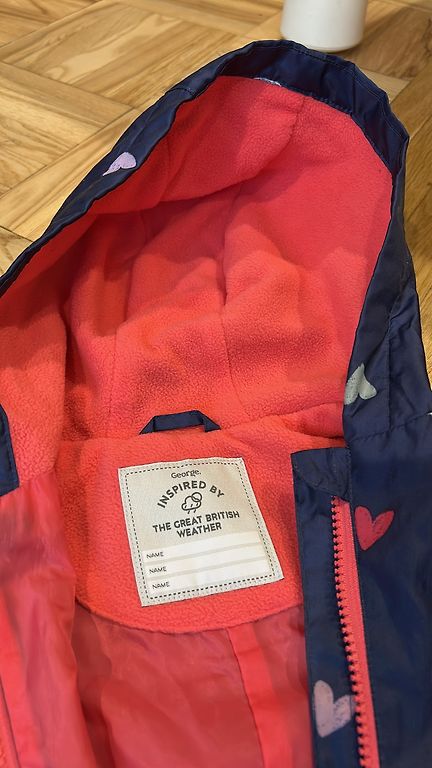 George.
INSPIRED BY
THE GREAT BRITISH
WEATHER
NAME
NAME
NAME